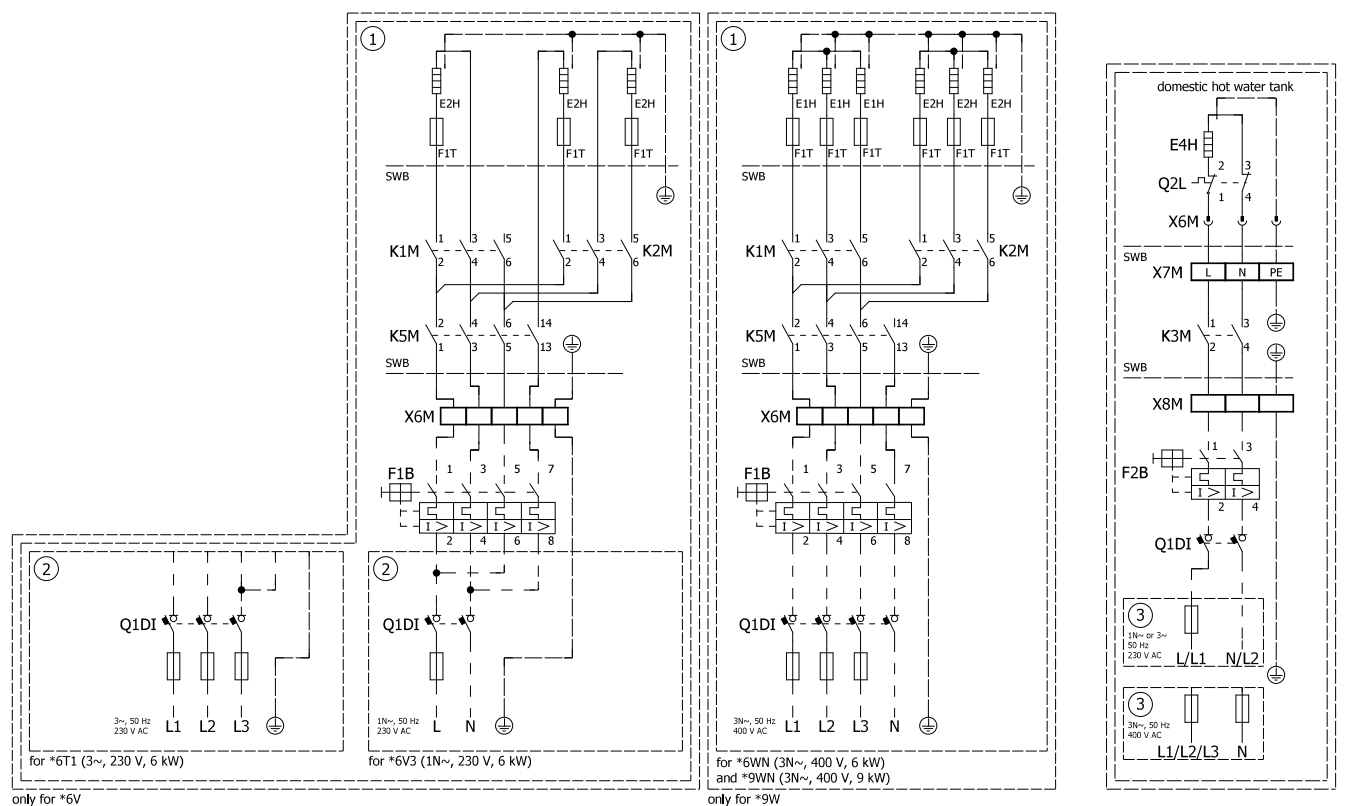 1
E2H
E2H
E2H
F1T
F1T
F1T
SWB
K1M
1
3
5
1
3
5
K2M
2
4
6
2
4
6
K5M
2
4
6
14
1
3
5
13
SWB
X6M
F1B
1
3
5
7
I >
I >
I >
I >
2
4
6
8
2
Q1DI
3~, 50 Hz
230 V AC
L1
L2
L3
for *6T1 (3~, 230 V, 6 kW)
2
Q1DI
1N~, 50 Hz
230 V AC
L
N
for *6V3 (1N~, 230 V, 6 kW)
only for *6V
1
E1H
E1H
E1H
E2H
E2H
E2H
F1T
F1T
F1T
F1T
F1T
F1T
SWB
K1M
1
3
5
1
3
5
K2M
2
4
6
2
4
6
K5M
2
4
6
14
1
3
5
13
SWB
X6M
F1B
1
3
5
7
I >
I >
I >
I >
2
4
6
8
Q1DI
3N~, 50 Hz
400 V AC
L1
L2
L3
N
for *6WN (3N~, 400 V, 6 kW)
and *9WN (3N~, 400 V, 9 kW)
only for *9W
domestic hot water tank
E4H
2
3
Q2L
1
4
X6M
SWB
X7M
L
N
PE
1
3
K3M
2
4
SWB
X8M
1
3
F2B
I >
I >
2
4
Q1DI
3
1N~ or 3~
50 Hz
230 V AC
L/L1
N/L2
3
3N~, 50 Hz
400 V AC
L1/L2/L3
N